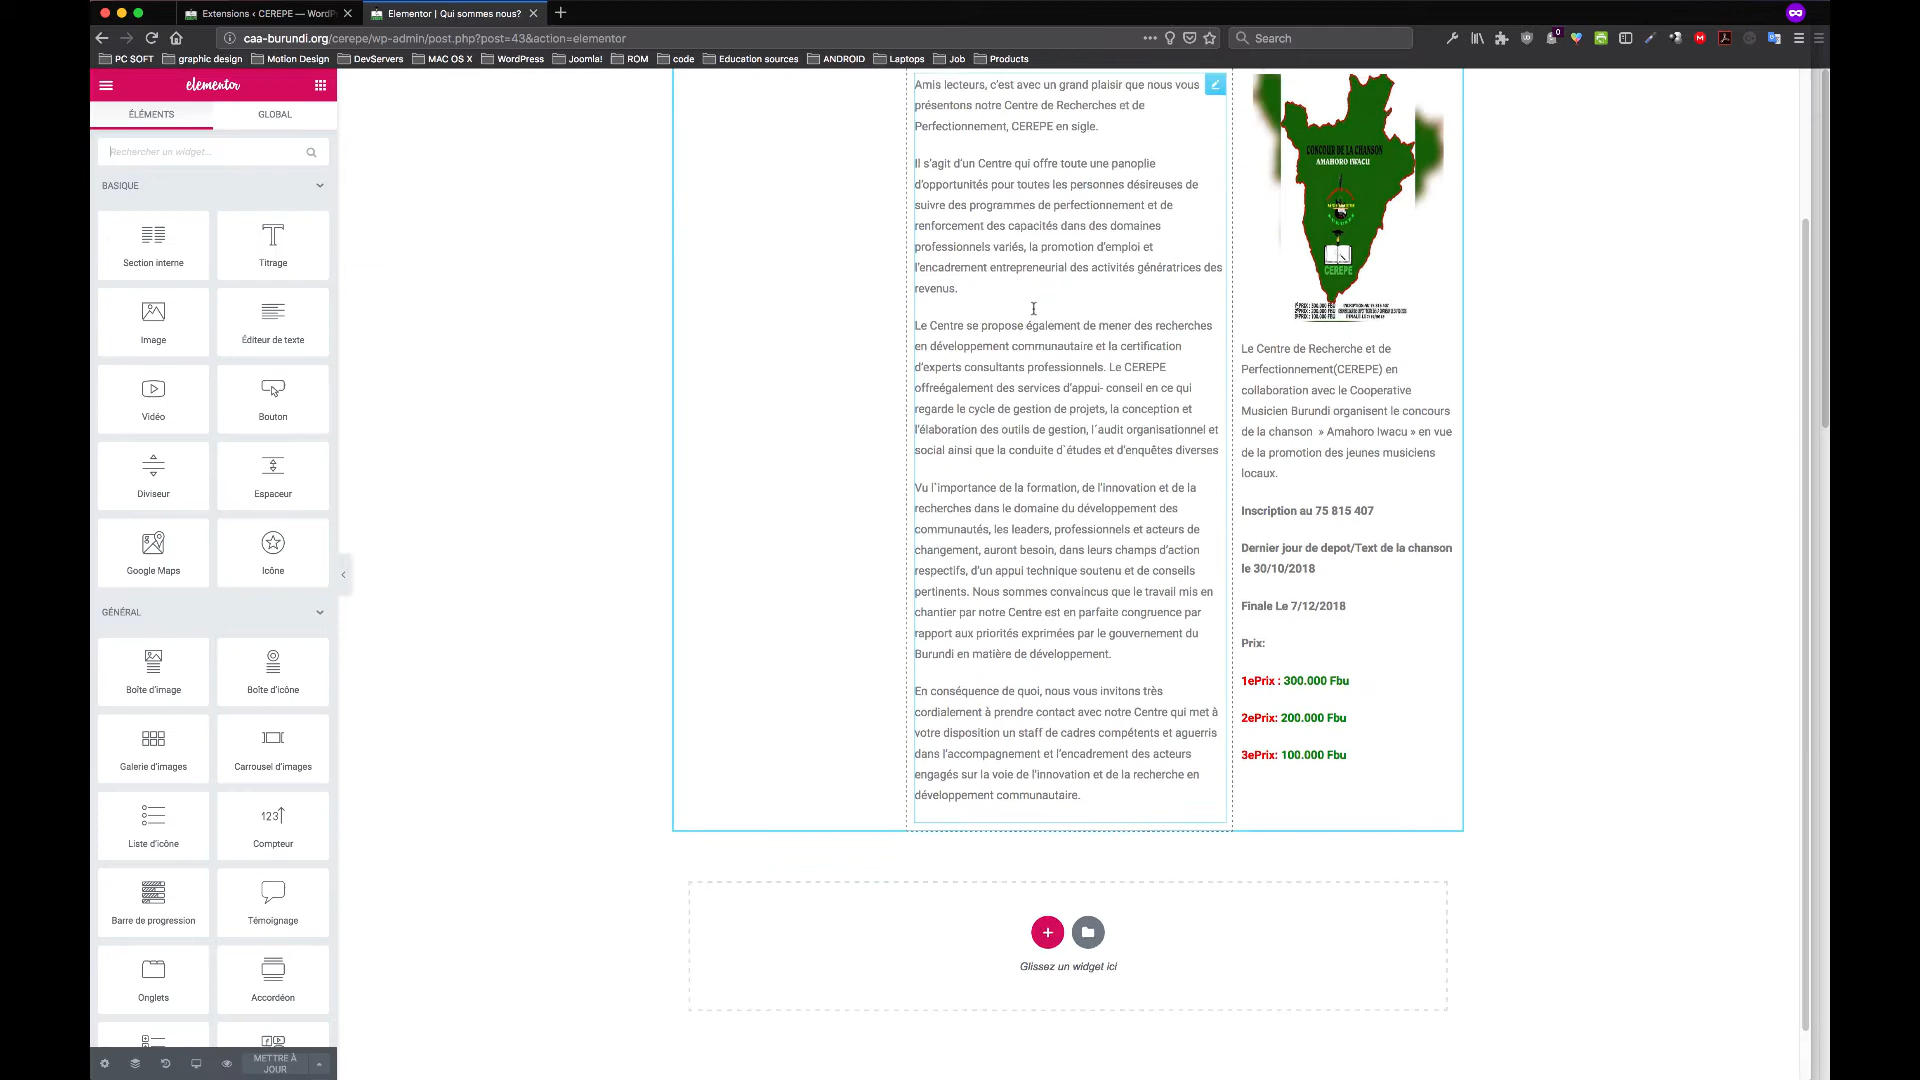 Extensions ‹ CEREPE — WordP
Elementor | Qui sommes nous?
caa-burundi.org/cerepe/wp-admin/post.php?post=43&action=elementor
Search
0
PC SOFT
graphic design
Motion Design
DevServers
MAC OS X
WordPress
Joomla!
ROM
code
Education sources
ANDROID
Laptops
Job
Products
elementor
ÉLÉMENTS
GLOBAL
Rechercher un widget...
BASIQUE
Section interne
Titrage
Image
Éditeur de texte
Vidéo
Bouton
Diviseur
Espaceur
Google Maps
Icône
GÉNÉRAL
Boîte d'image
Boîte d'icône
Galerie d'images
Carrousel d'images
Liste d'icône
123
Compteur
Barre de progression
Témoignage
Onglets
Accordéon
METTRE À
JOUR
Amis lecteurs, c'est avec un grand plaisir que nous vous
présentons notre Centre de Recherches et de
Perfectionnement, CEREPE en sigle.
Il s'agit d'un Centre qui offre toute une panoplie
d'opportunités pour toutes les personnes désireuses de
suivre des programmes de perfectionnement et de
renforcement des capacités dans des domaines
professionnels variés, la promotion d'emploi et
l'encadrement entrepreneurial des activités génératrices des
revenus.
Le Centre se propose également de mener des recherches
en développement communautaire et la certification
d'experts consultants professionnels. Le CEREPE
offreégalement des services d'appui- conseil en ce qui
regarde le cycle de gestion de projets, la conception et
l'élaboration des outils de gestion, l´audit organisationnel et
social ainsi que la conduite d`études et d'enquêtes diverses
Vu l`importance de la formation, de l'innovation et de la
recherches dans le domaine du développement des
communautés, les leaders, professionnels et acteurs de
changement, auront besoin, dans leurs champs d'action
respectifs, d'un appui technique soutenu et de conseils
pertinents. Nous sommes convaincus que le travail mis en
chantier par notre Centre est en parfaite congruence par
rapport aux priorités exprimées par le gouvernement du
Burundi en matière de développement.
En conséquence de quoi, nous vous invitons très
cordialement à prendre contact avec notre Centre qui met à
votre disposition un staff de cadres compétents et aguerris
dans l'accompagnement et l'encadrement des acteurs
engagés sur la voie de l'innovation et de la recherche en
développement communautaire.
CONCOUR DE LA CHANSON
AMAHORO IWACU
CEREPE
Le Centre de Recherche et de
Perfectionnement(CEREPE) en
collaboration avec le Cooperative
Musicien Burundi organisent le concours
de la chanson » Amahoro Iwacu » en vue
de la promotion des jeunes musiciens
locaux.
Inscription au 75 815 407
Dernier jour de depot/Text de la chanson
le 30/10/2018
Finale Le 7/12/2018
Prix:
1ePrix : 300.000 Fbu
2ePrix: 200.000 Fbu
3ePrix: 100.000 Fbu
Glissez un widget ici